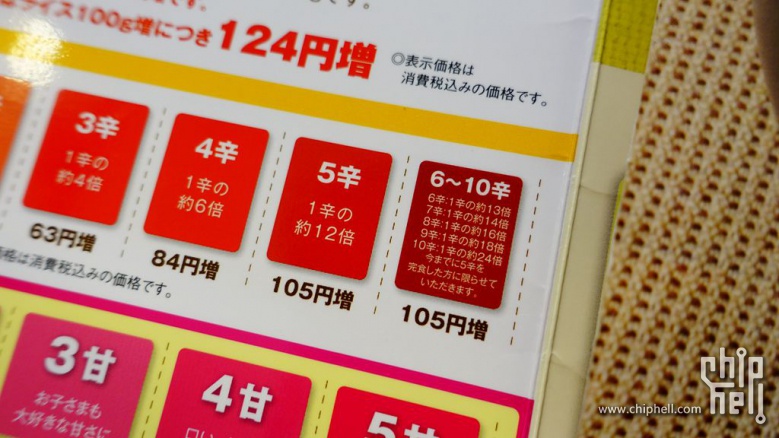 ライス100g増につき124円増
◎表示価格は
消費税込みの価格です。
3辛
1辛の
約4倍
63円増
4辛
1辛の
約6倍
84円増
5辛
1辛の
約12倍
105円増
6～10辛
6辛:1辛の約13倍
7辛:1辛の約14倍
8辛:1辛の約16倍
9辛:1辛の約18倍
10辛:1辛の約24倍
今までに5辛を
完食した方に限らせて
いただきます。
105円増
価格は消費税込みの価格です。
3甘
お子さまも
大好きな甘さに
4甘
5甘
www.chiphell.com
chip
hell